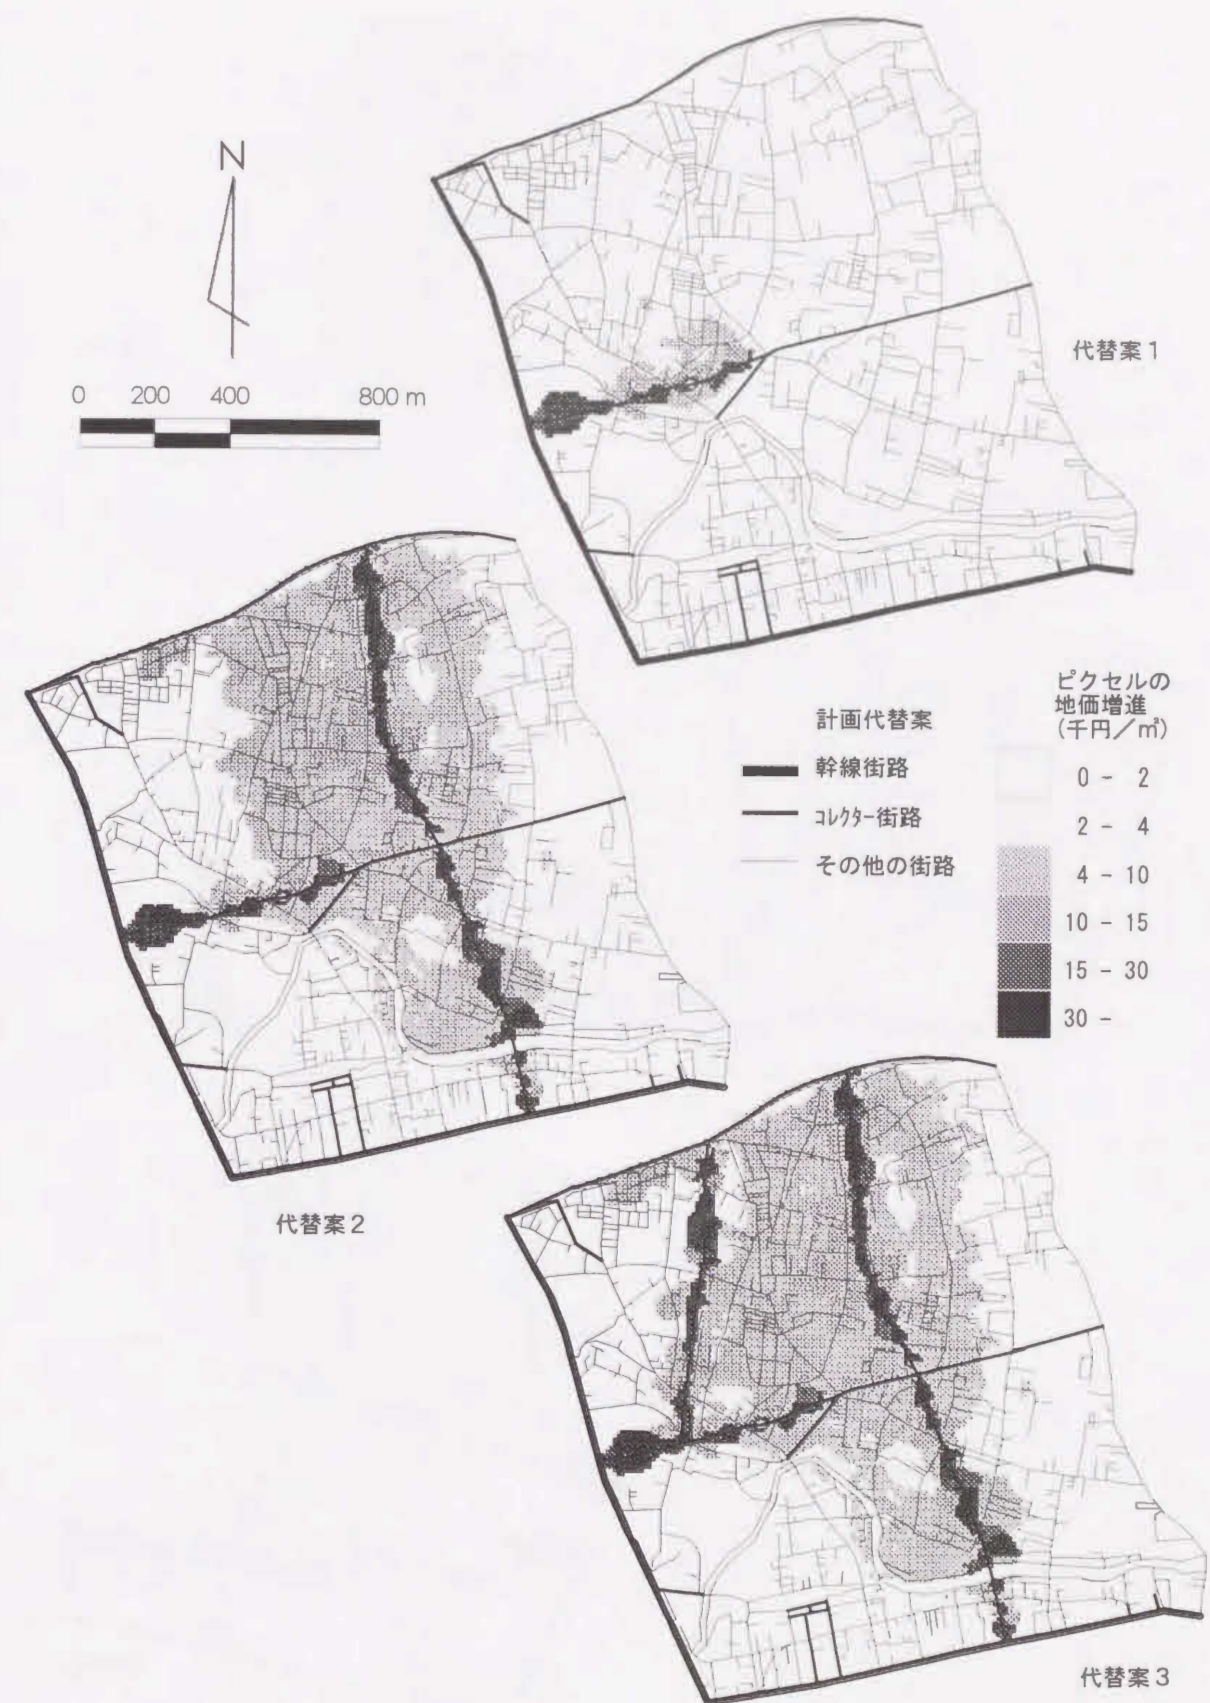 N
0 200 400 800 m
代替案1
計画代替案
幹線街路
コレクター街路
その他の街路
ピクセルの
地価増進
(千円/㎡)
0 - 2
2 - 4
4 - 10
10 - 15
15 - 30
30 -
代替案2
代替案3